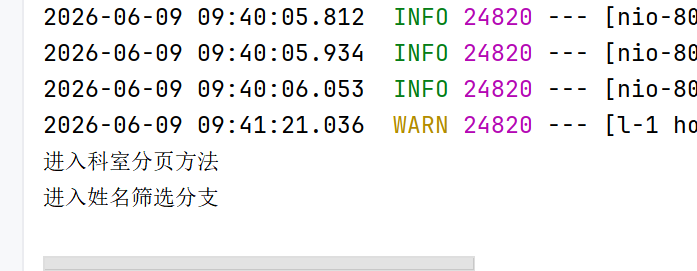 2026-06-09 09:40:05.812  INFO 24820 --- [nio-80
2026-06-09 09:40:05.934  INFO 24820 --- [nio-80
2026-06-09 09:40:06.053  INFO 24820 --- [nio-80
2026-06-09 09:41:21.036  WARN 24820 --- [l-1 ho
进入科室分页方法
进入姓名筛选分支